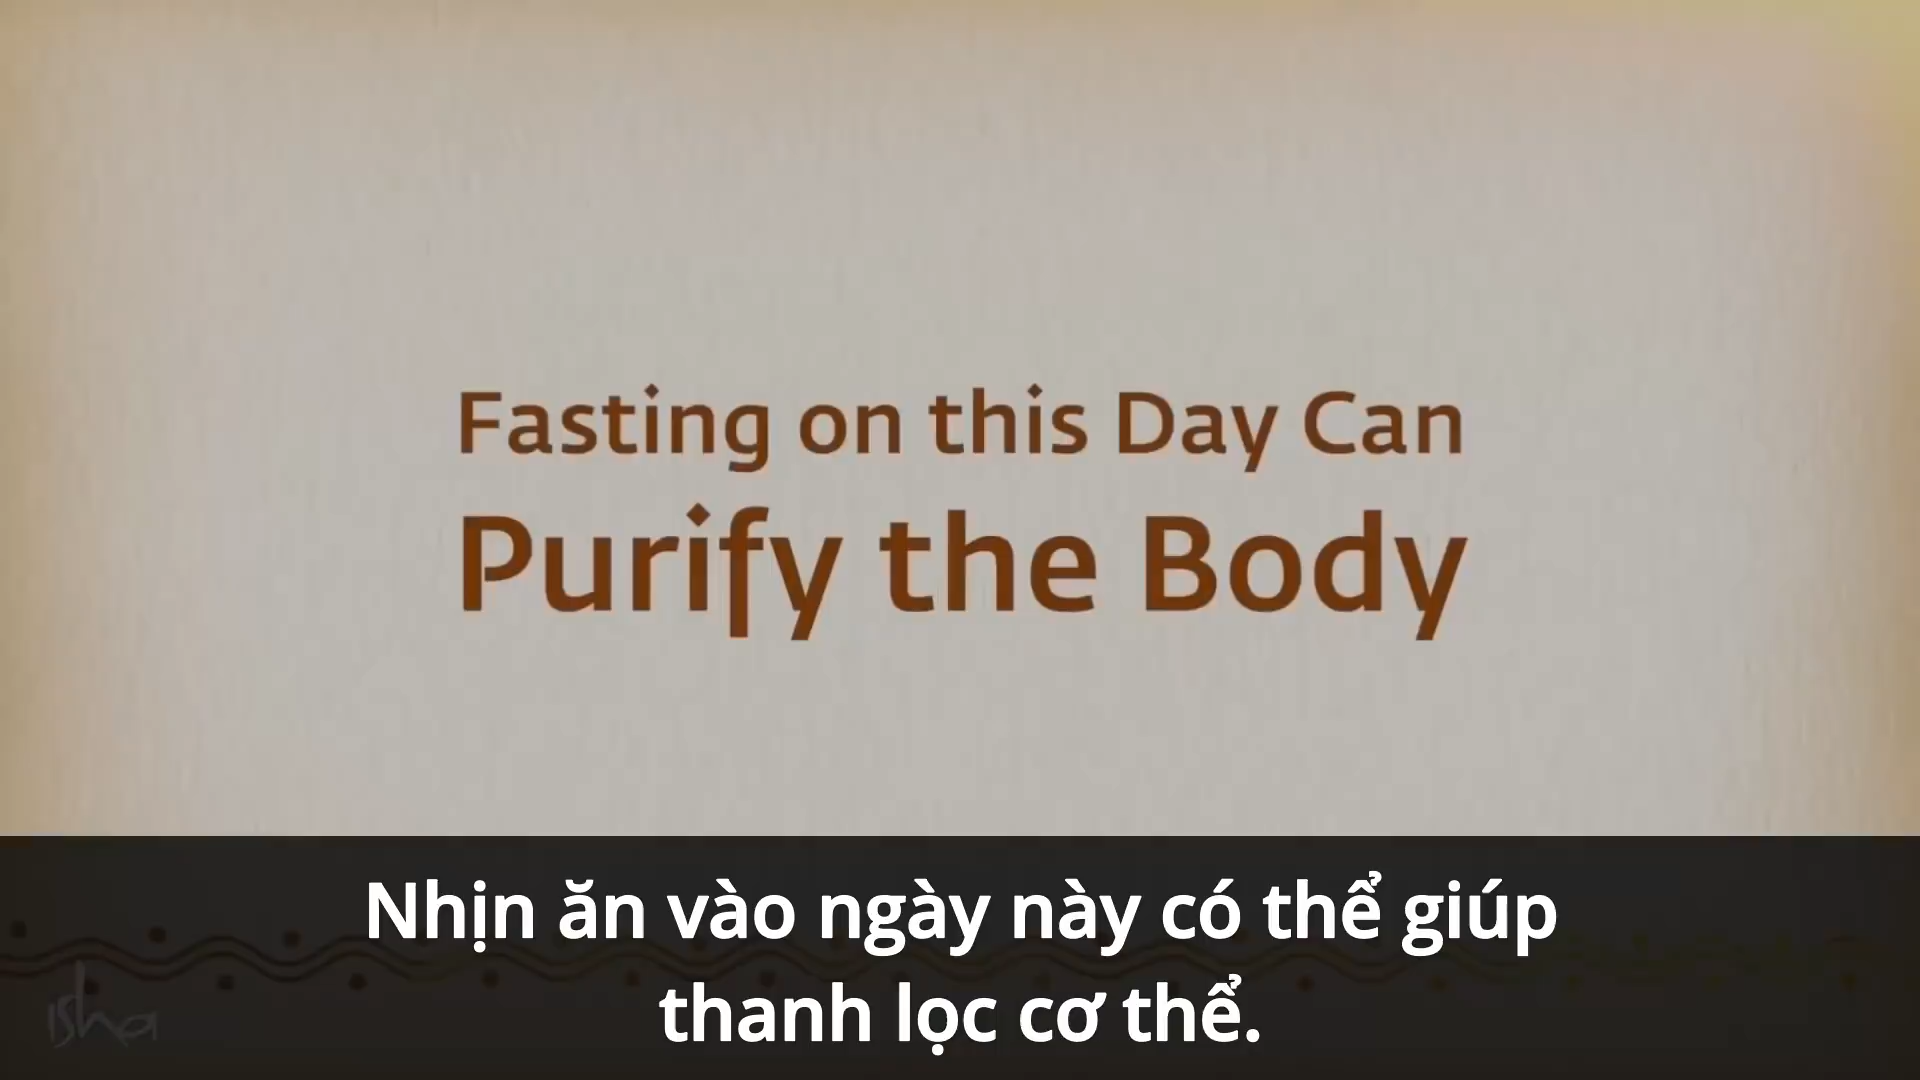 Fasting on this Day Can
Purify the Body
Nhịn ăn vào ngày này có thể giúp
thanh lọc cơ thể.
isha